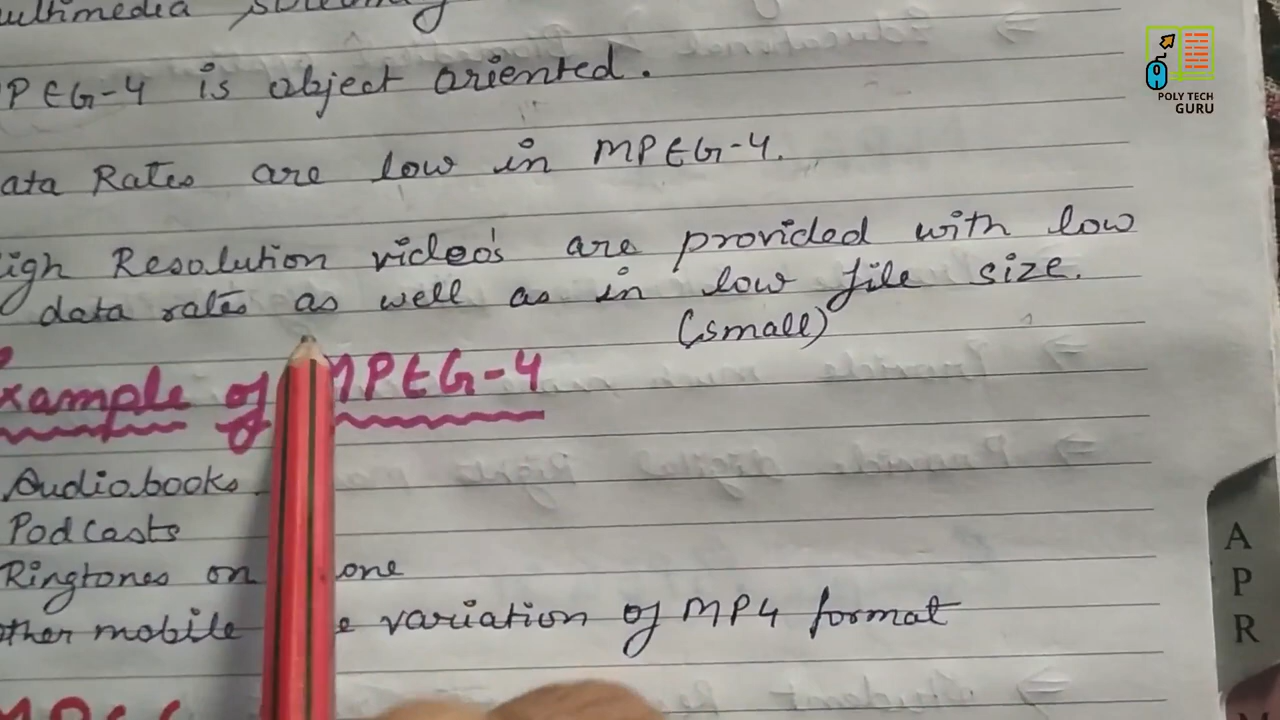 ultimedia
PEG-4 is object oriented.
ata Rates are low in MPEG-4.
igh Resolution video's are provided with low
data rates as well as in low file size.
(small)
xample of MPEG-4
Audiobooks.
Podcasts
Ringtones on one
other mobile e variation of MP4 format
POLY TECH
GURU
A
P
R